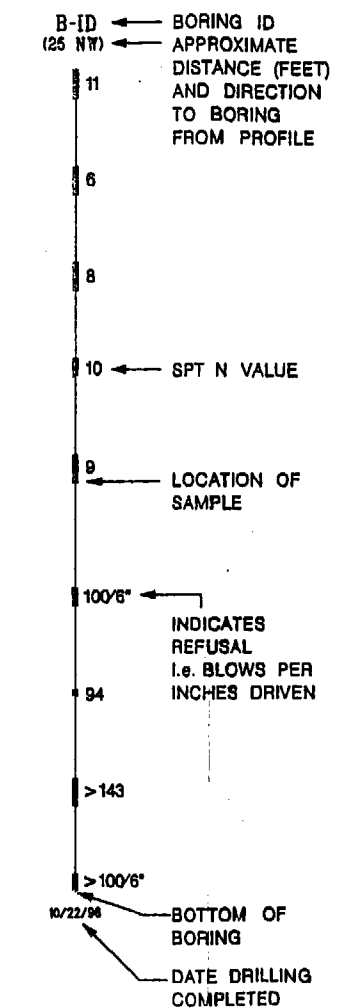 B-ID BORING ID
(25 NW) APPROXIMATE
DISTANCE (FEET)
AND DIRECTION
TO BORING
FROM PROFILE
11
6
8
10 SPT N VALUE
9
LOCATION OF
SAMPLE
100/6"
INDICATES
REFUSAL
i.e. BLOWS PER
INCHES DRIVEN
94
>143
>100/6"
10/22/96
BOTTOM OF
BORING
DATE DRILLING
COMPLETED